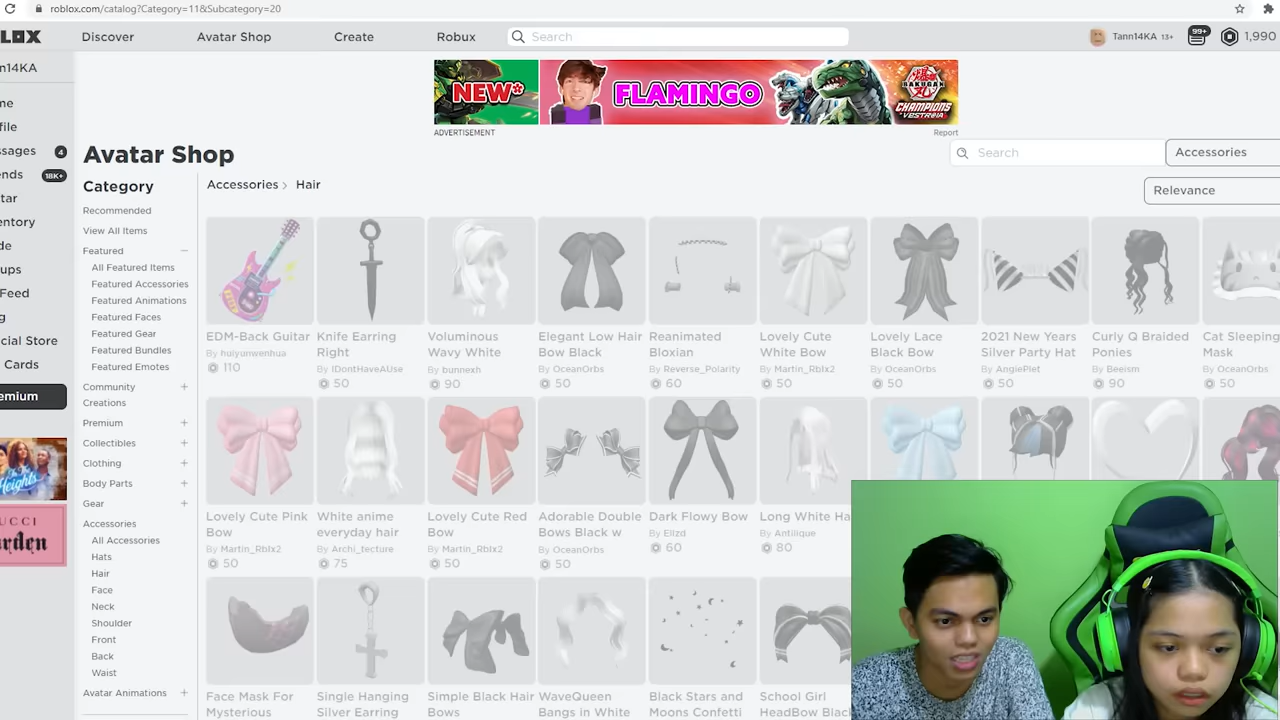 roblox.com/catalog?Category=11&Subcategory=20
LOX
Discover
Avatar Shop
Create
Robux
Search
Tann14KA 13+
99+
1,990
n14KA
me
file
ssages 4
ends 18K+
tar
entory
de
ups
Feed
g
cial Store
Cards
emium
Heights
UCCI
arden
NEW*
FLAMINGO
BAKUGAN
CHAMPIONS
VESTROIA
ADVERTISEMENT
Report
Avatar Shop
Search
Accessories
Relevance
Category
Recommended
View All Items
Featured
All Featured Items
Featured Accessories
Featured Animations
Featured Faces
Featured Gear
Featured Bundles
Featured Emotes
Community
Creations
Premium
Collectibles
Clothing
Body Parts
Gear
Accessories
All Accessories
Hats
Hair
Face
Neck
Shoulder
Front
Back
Waist
Avatar Animations
Accessories > Hair
EDM-Back Guitar
By huiyunwenhua
110
Knife Earring
Right
By IDontHaveAUse
50
Voluminous
Wavy White
By bunnexh
90
Elegant Low Hair
Bow Black
By OceanOrbs
50
Reanimated
Bloxian
By Reverse_Polarity
60
Lovely Cute
White Bow
By Martin_Rblx2
50
Lovely Lace
Black Bow
By OceanOrbs
50
2021 New Years
Silver Party Hat
By AngiePlet
50
Curly Q Braided
Ponies
By Beeism
90
Cat Sleeping
Mask
By OceanOrbs
50
Lovely Cute Pink
Bow
By Martin_Rblx2
50
White anime
everyday hair
By Archi_tecture
75
Lovely Cute Red
Bow
By Martin_Rblx2
50
Adorable Double
Bows Black w
By OceanOrbs
50
Dark Flowy Bow
By Elizd
60
Long White Ha
By Antilique
80
Face Mask For
Mysterious
Single Hanging
Silver Earring
Simple Black Hair
Bows
WaveQueen
Bangs in White
Black Stars and
Moons Confetti
School Girl
HeadBow Black